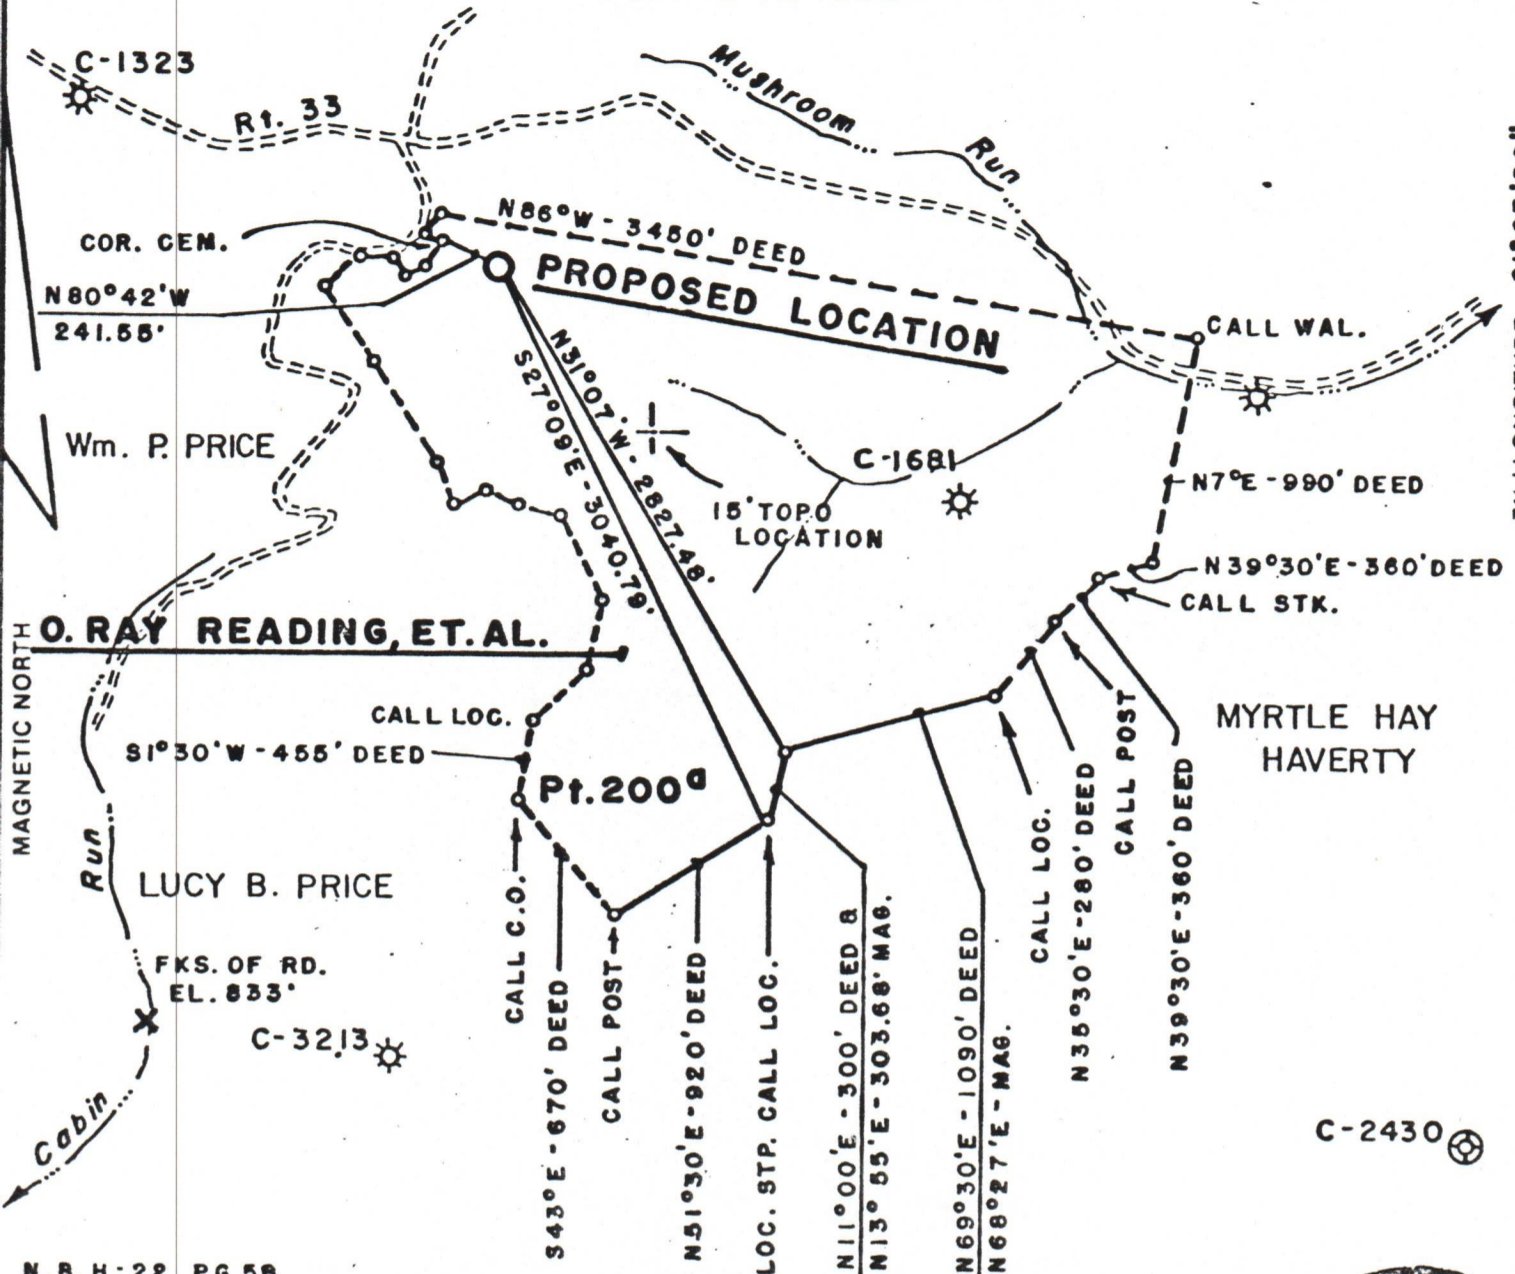 C-1323
Rt. 33
Mushroom
Run
COR. CEM.
N86°W - 3450' DEED
PROPOSED LOCATION
N80°42'W
241.55'
CALL WAL.
N31°07'W - 2827.48'
S27°09'E - 3040.79'
Wm. P. PRICE
C-1681
15' TOPO
LOCATION
N7°E - 990' DEED
N39°30'E - 360' DEED
CALL STK.
O. RAY READING, ET. AL.
MAGNETIC NORTH
CALL LOC.
S1°30'W - 455' DEED
Pt. 200a
MYRTLE HAY
HAVERTY
Run
LUCY B. PRICE
FKS. OF RD.
EL. 833'
C-3213
Cabin
CALL C.O.
S43°E - 670' DEED
CALL POST
N51°30'E - 920' DEED
LOC. STP. CALL LOC.
N11°00'E - 300' DEED &
N13°55'E - 303.68' MAG.
N69°30'E - 1090' DEED
N68°27'E - MAG.
CALL LOC.
N35°30'E - 280' DEED
CALL POST
N39°30'E - 360' DEED
C-2430